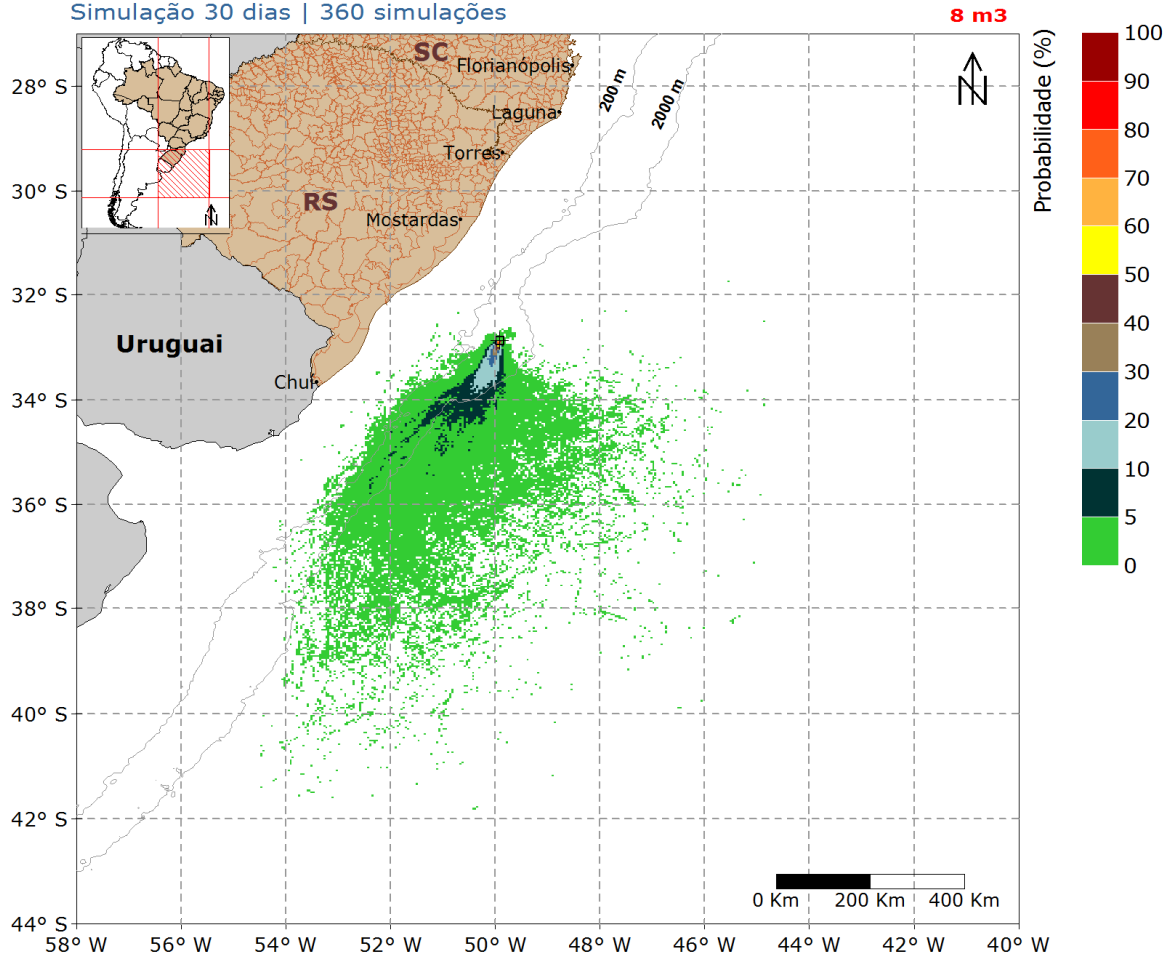 Simulação 30 dias | 360 simulações
8 m3
SC
Florianópolis
Laguna
Torres
RS
Mostardas
Uruguai
Chuí
200 m
2000 m
N
N
28° S
30° S
32° S
34° S
36° S
38° S
40° S
42° S
44° S
58° W
56° W
54° W
52° W
50° W
48° W
46° W
44° W
42° W
40° W
0 Km
200 Km
400 Km
Probabilidade (%)
100
90
80
70
60
50
40
30
20
10
5
0